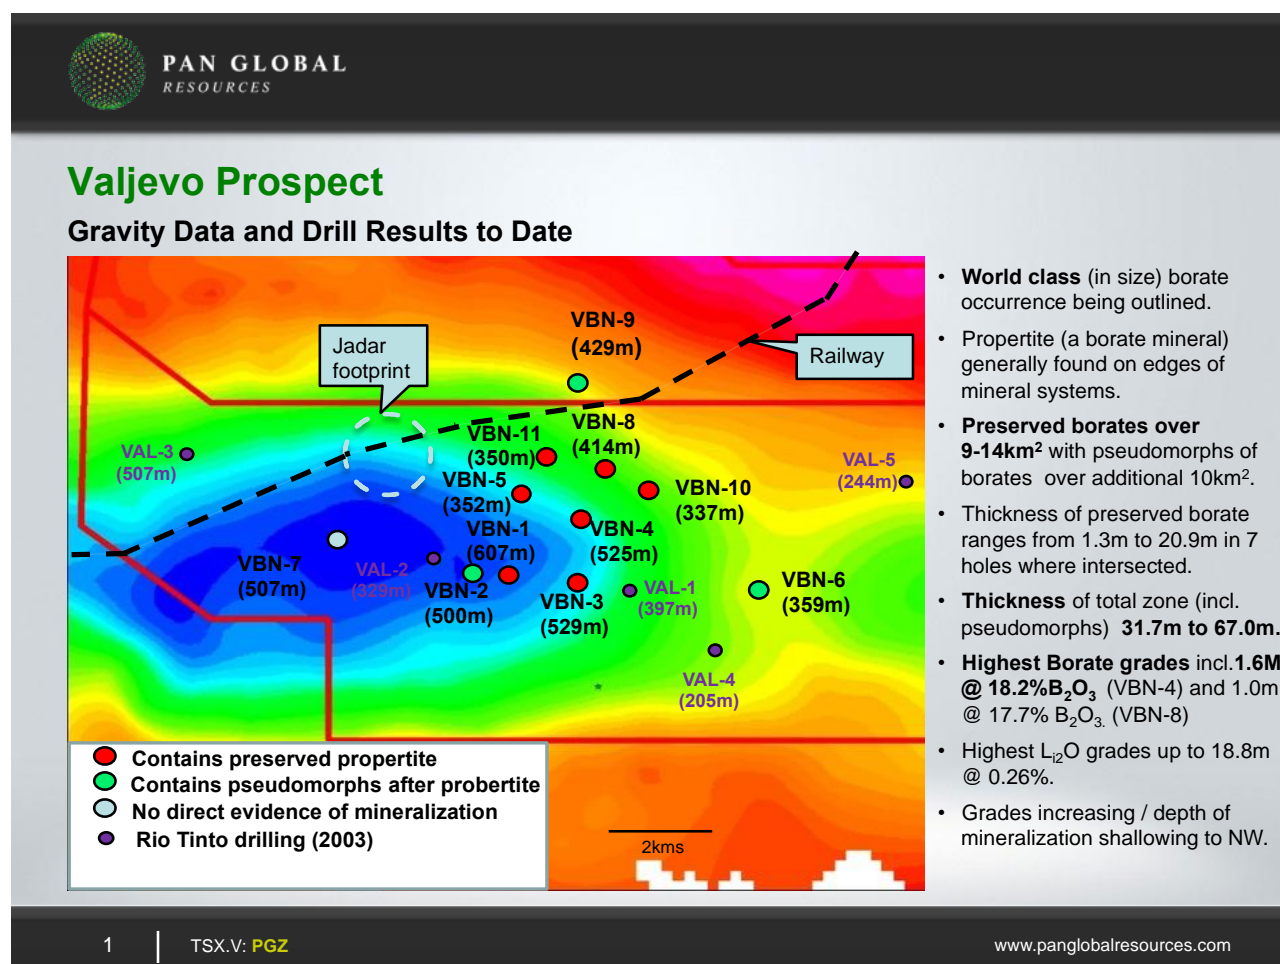 PAN GLOBAL
RESOURCES
Valjevo Prospect
Gravity Data and Drill Results to Date
VBN-9
(429m)
Jadar
footprint
Railway
VBN-11
(350m)
VBN-8
(414m)
VAL-3
(507m)
VAL-5
(244m)
VBN-5
(352m)
VBN-10
(337m)
VBN-1
(607m)
VBN-4
(525m)
VBN-7
(507m)
VAL-2
(329m)
VBN-2
(500m)
VBN-3
(529m)
VAL-1
(397m)
VBN-6
(359m)
VAL-4
(205m)
Contains preserved propertite
Contains pseudomorphs after probertite
No direct evidence of mineralization
Rio Tinto drilling (2003)
2kms
• World class (in size) borate
occurrence being outlined.
• Propertite (a borate mineral)
generally found on edges of
mineral systems.
• Preserved borates over
9-14km² with pseudomorphs of
borates over additional 10km².
• Thickness of preserved borate
ranges from 1.3m to 20.9m in 7
holes where intersected.
• Thickness of total zone (incl.
pseudomorphs) 31.7m to 67.0m.
• Highest Borate grades incl.1.6M
@ 18.2%B₂O₃ (VBN-4) and 1.0m
@ 17.7% B₂O₃. (VBN-8)
• Highest Lᵢ₂O grades up to 18.8m
@ 0.26%.
• Grades increasing / depth of
mineralization shallowing to NW.
1
TSX.V: PGZ
www.panglobalresources.com